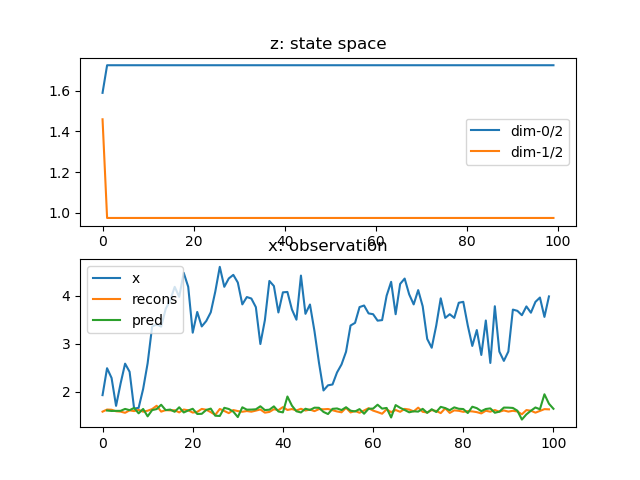 z: state space
1.6
1.4
1.2
1.0
dim-0/2
dim-1/2
0 20 40 60 80 100
x: observation
4
3
2
x
recons
pred
0 20 40 60 80 100